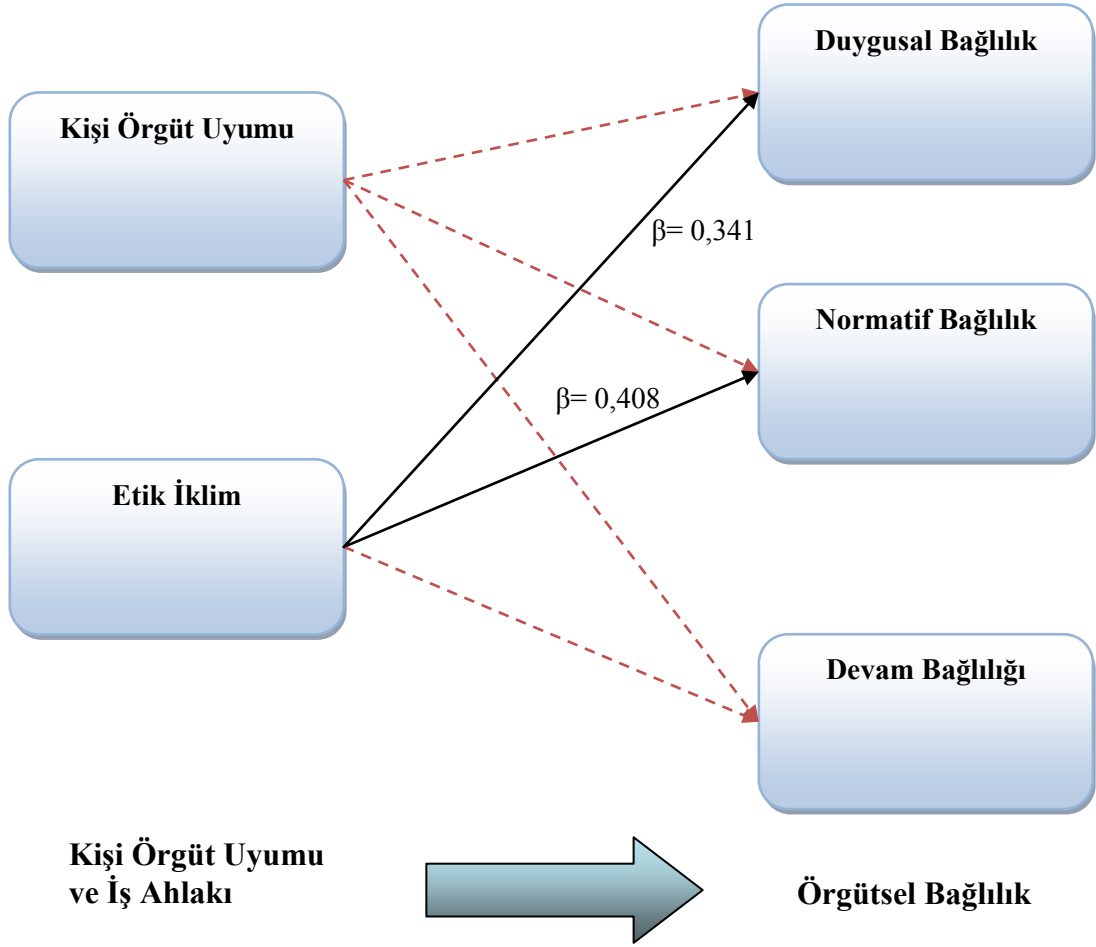 Duygusal Bağlılık
Kişi Örgüt Uyumu
β= 0,341
Normatif Bağlılık
β= 0,408
Etik İklim
Devam Bağlılığı
Kişi Örgüt Uyumu
ve İş Ahlakı
Örgütsel Bağlılık